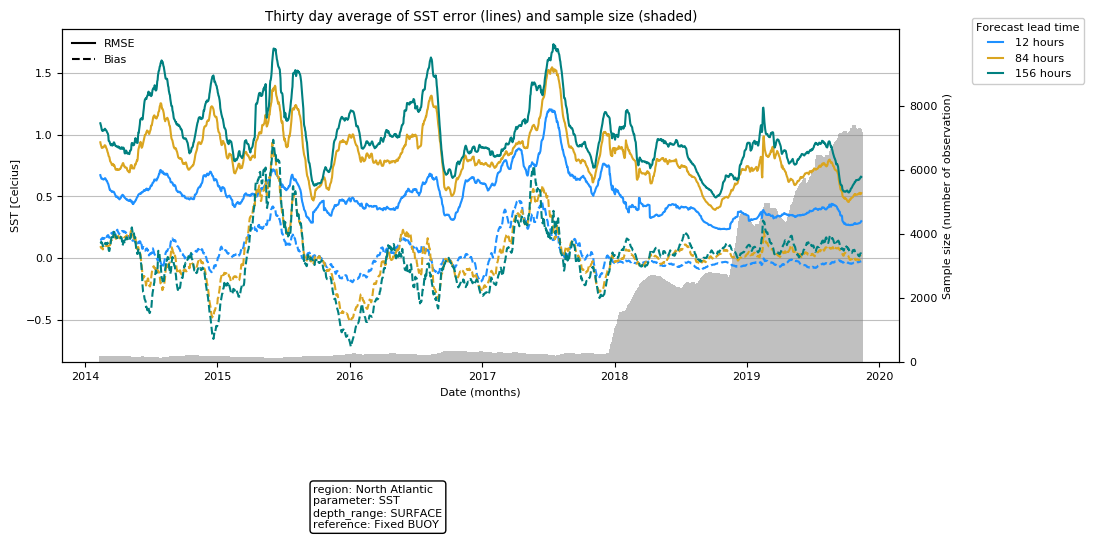 Thirty day average of SST error (lines) and sample size (shaded)
RMSE
Bias
Forecast lead time
12 hours
84 hours
156 hours
SST [Celcius]
1.5
1.0
0.5
0.0
−0.5
Sample size (number of observation)
8000
6000
4000
2000
0
2014
2015
2016
2017
2018
2019
2020
Date (months)
region: North Atlantic
parameter: SST
depth_range: SURFACE
reference: Fixed BUOY